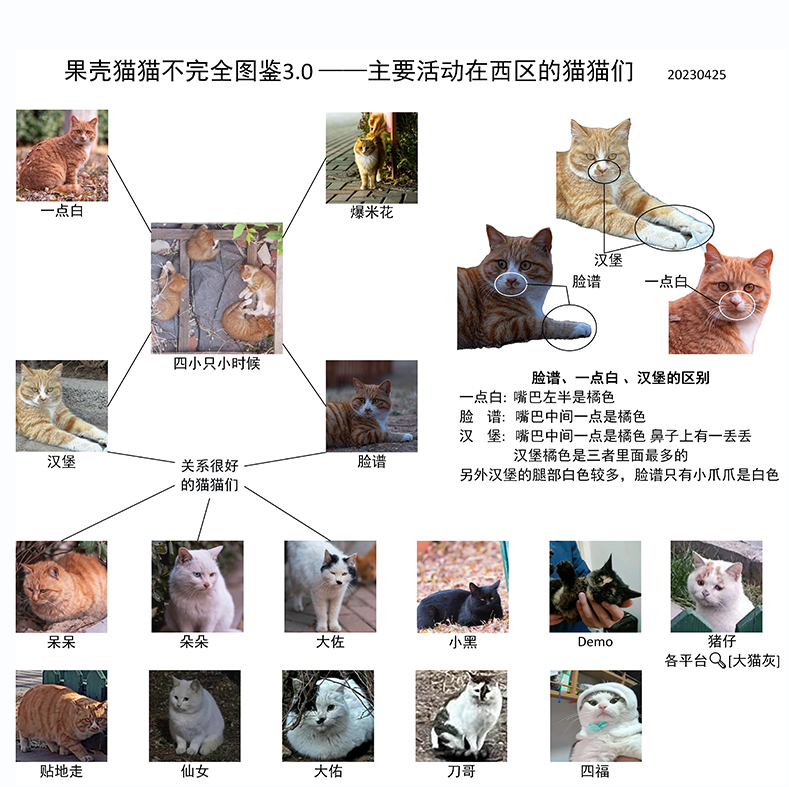 果壳猫猫不完全图鉴3.0 ——主要活动在西区的猫猫们 20230425
一点白
爆米花
汉堡
脸谱
一点白
四小只小时候
脸谱、一点白 、汉堡的区别
一点白: 嘴巴左半是橘色
脸 谱: 嘴巴中间一点是橘色
汉 堡: 嘴巴中间一点是橘色 鼻子上有一丢丢
汉堡橘色是三者里面最多的
另外汉堡的腿部白色较多，脸谱只有小爪爪是白色
汉堡
关系很好
的猫猫们
脸谱
呆呆
朵朵
大佐
小黑
Demo
猪仔
各平台🔍[大猫灰]
贴地走
仙女
大佑
刀哥
四福